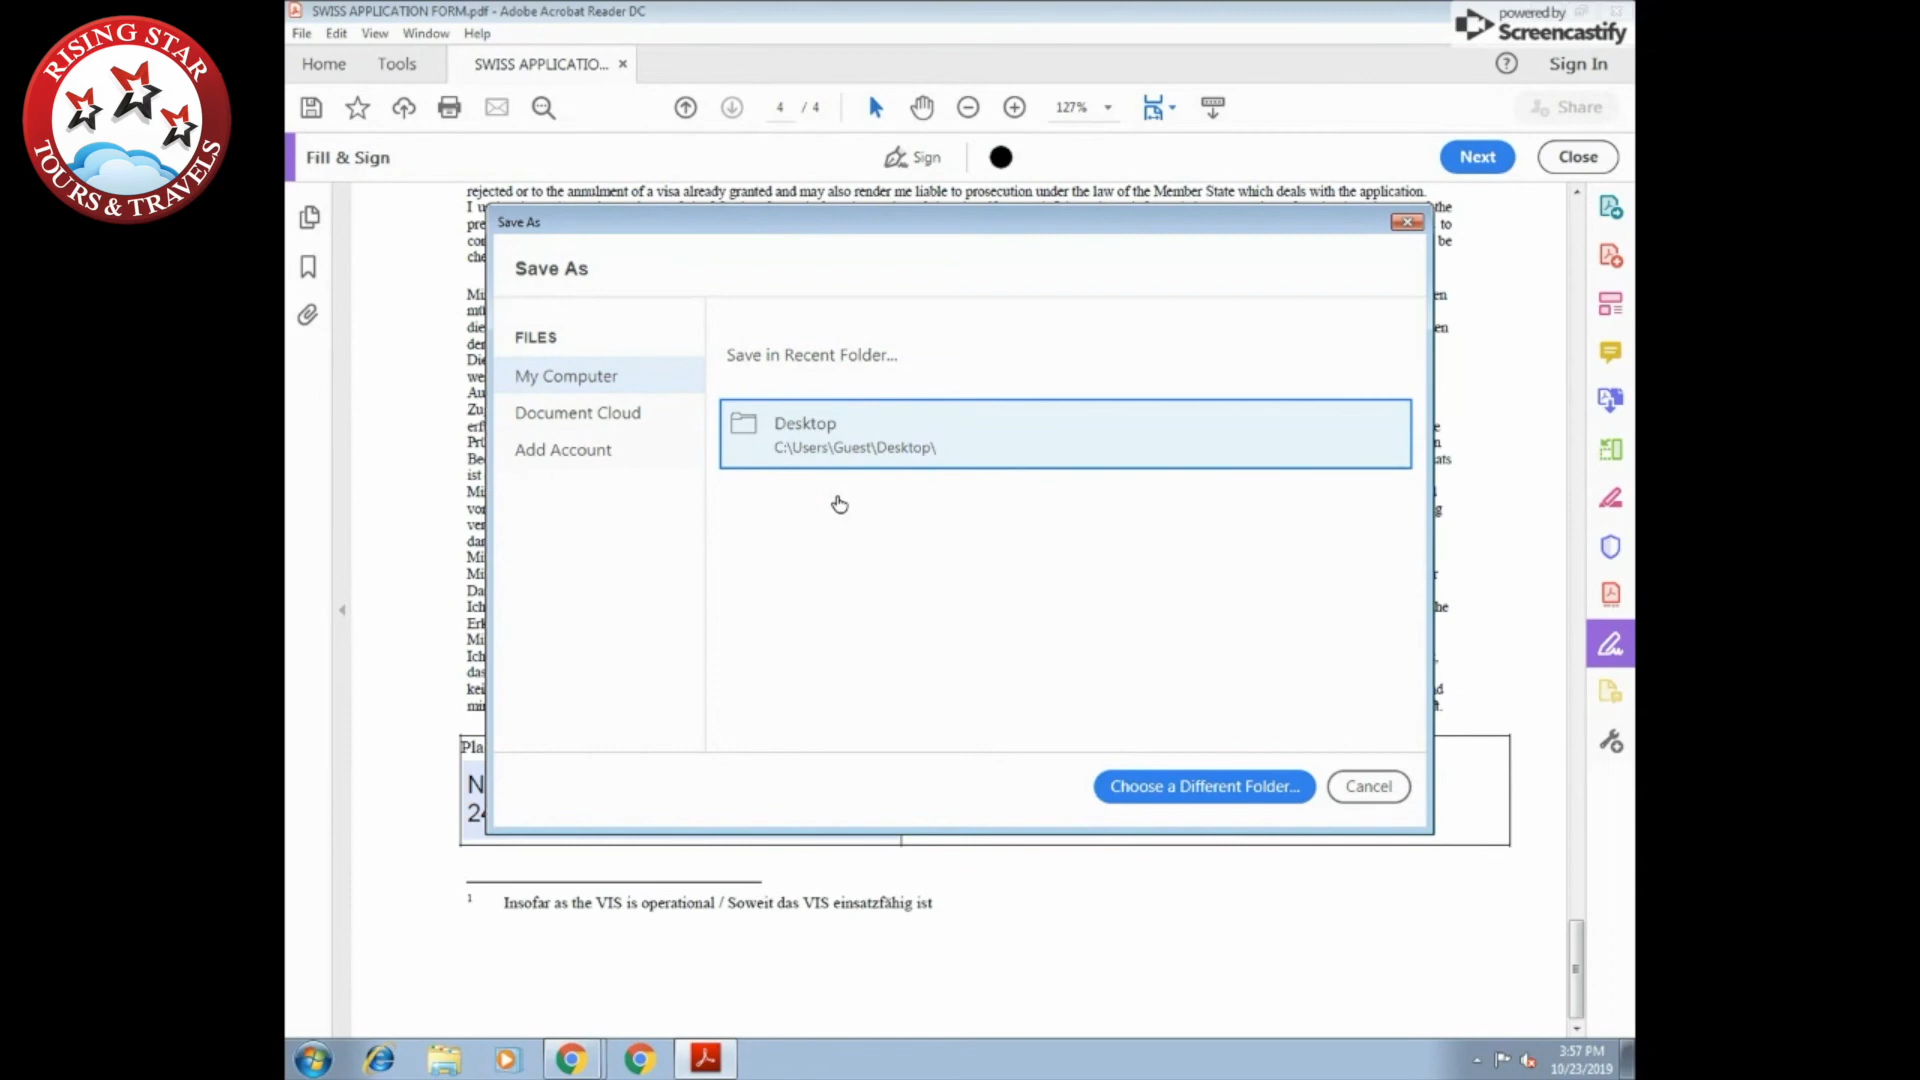 RISING STAR
TOURS & TRAVELS
SWISS APPLICATION FORM.pdf - Adobe Acrobat Reader DC
powered by
Screencastify
File Edit View Window Help
Home Tools SWISS APPLICATIO... × ? Sign In
4 / 4 127% Share
Fill & Sign Sign Next Close
rejected or to the annulment of a visa already granted and may also render me liable to prosecution under the law of the Member State which deals with the application.
I the
to
be
Save As
Save As
FILES
Save in Recent Folder...
My Computer
Document Cloud
Add Account
Desktop
C:\Users\Guest\Desktop\
Choose a Different Folder... Cancel
1 Insofar as the VIS is operational / Soweit das VIS einsatzfähig ist
3:57 PM
10/23/2019